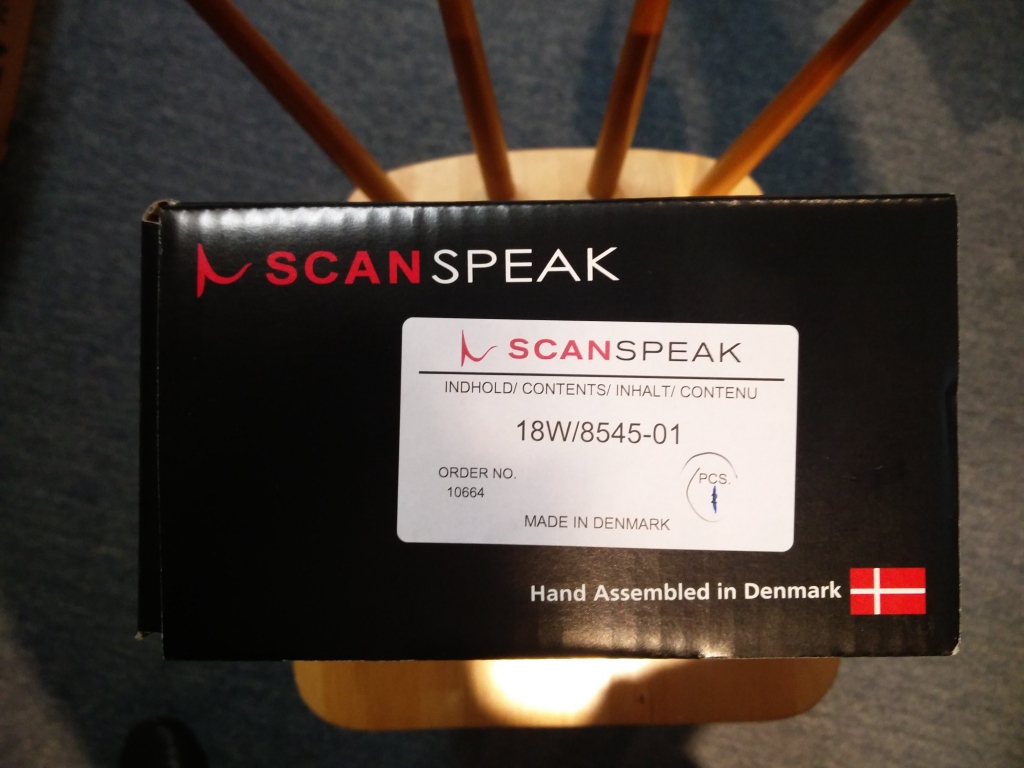 SCANSPEAK
SCANSPEAK
INDHOLD/ CONTENTS/ INHALT/ CONTENU
18W/8545-01
ORDER NO.
10664
PCS.
1
MADE IN DENMARK
Hand Assembled in Denmark